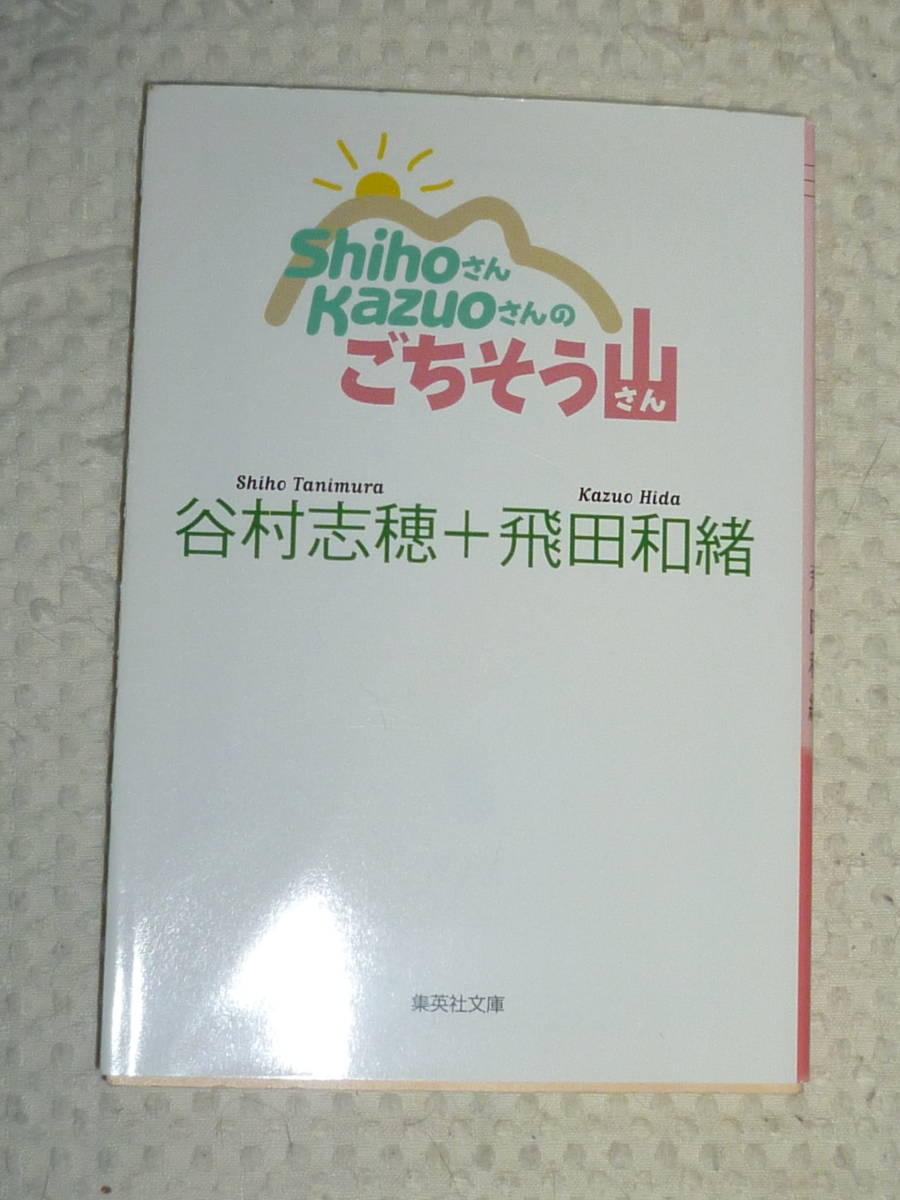 Shihoさん
Kazuoさんの
ごちそう山さん
Shiho Tanimura Kazuo Hida
谷村志穂+飛田和緒
集英社文庫